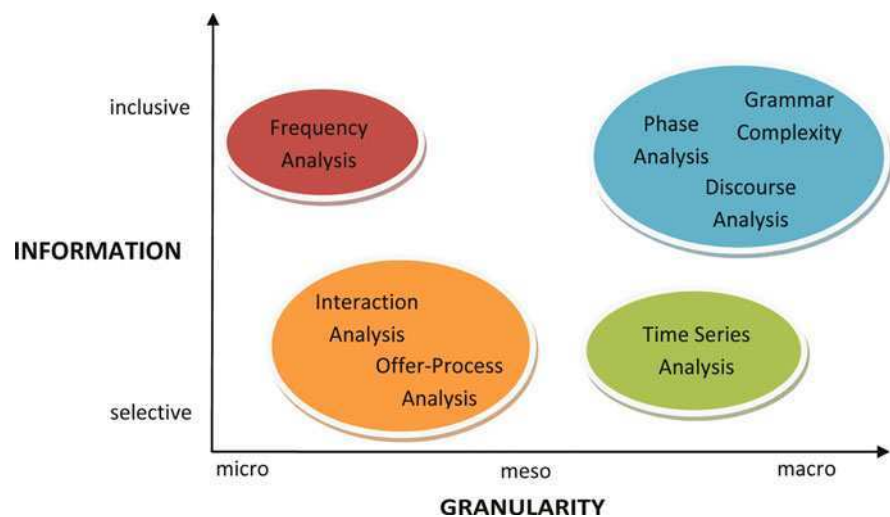 inclusive
Frequency
Analysis
Grammar
Complexity
Phase
Analysis
Discourse
Analysis
INFORMATION
Interaction
Analysis
Offer-Process
Analysis
Time Series
Analysis
selective
micro
meso
macro
GRANULARITY